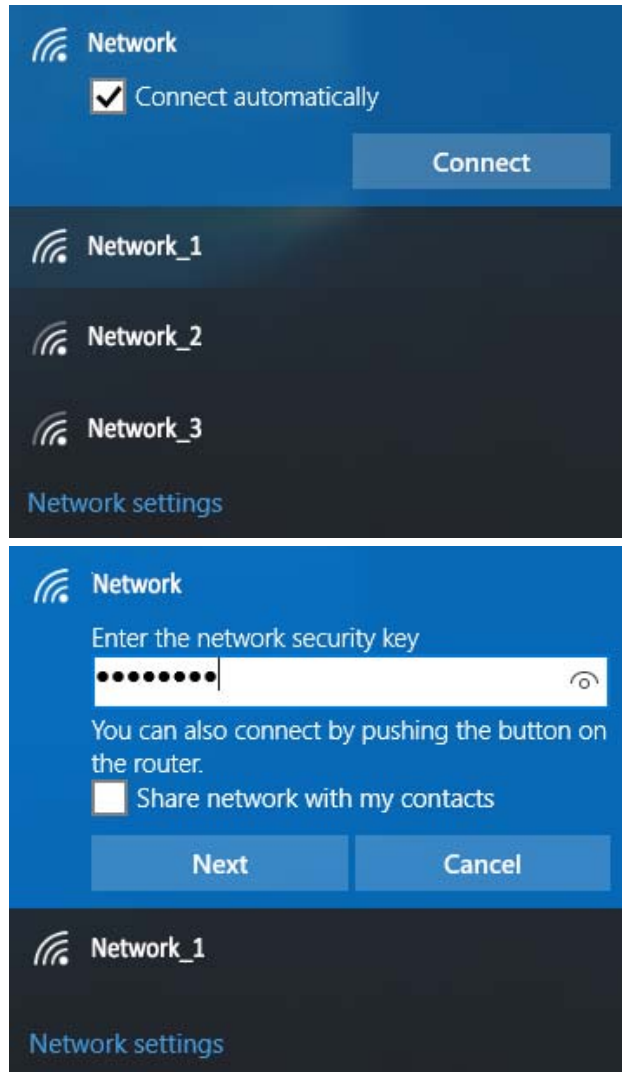 Network
Connect automatically
Connect
Network_1
Network_2
Network_3
Network settings
Network
Enter the network security key
••••••••
You can also connect by pushing the button on
the router.
Share network with my contacts
Next Cancel
Network_1
Network settings